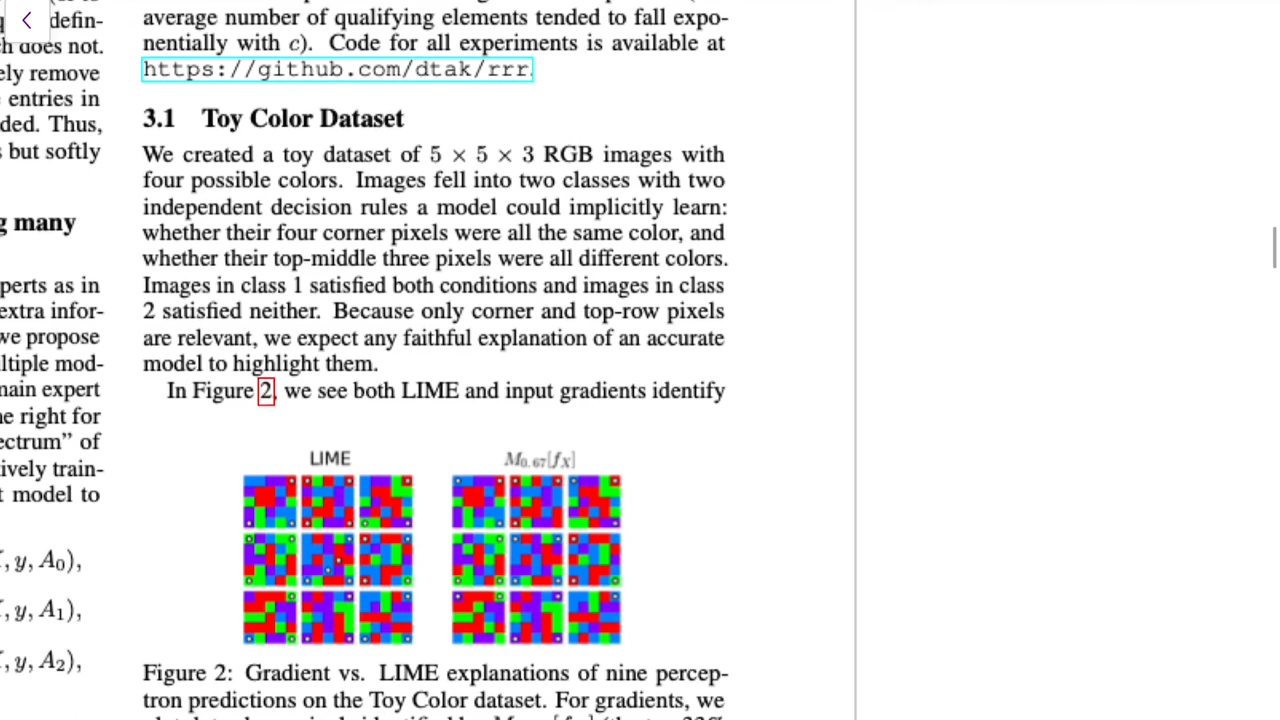 defin-
h does not.
ely remove
entries in
ded. Thus,
but softly
g many
perts as in
extra infor-
we propose
ltiple mod-
main expert
e right for
ectrum” of
tively train-
t model to
, y, A₀),
, y, A₁),
, y, A₂),
average number of qualifying elements tended to fall expo-
nentially with c). Code for all experiments is available at
https://github.com/dtak/rrr.
3.1 Toy Color Dataset
We created a toy dataset of 5 × 5 × 3 RGB images with
four possible colors. Images fell into two classes with two
independent decision rules a model could implicitly learn:
whether their four corner pixels were all the same color, and
whether their top-middle three pixels were all different colors.
Images in class 1 satisfied both conditions and images in class
2 satisfied neither. Because only corner and top-row pixels
are relevant, we expect any faithful explanation of an accurate
model to highlight them.
In Figure 2, we see both LIME and input gradients identify
LIME M₀.₆₇[fX]
Figure 2: Gradient vs. LIME explanations of nine percep-
tron predictions on the Toy Color dataset. For gradients, we